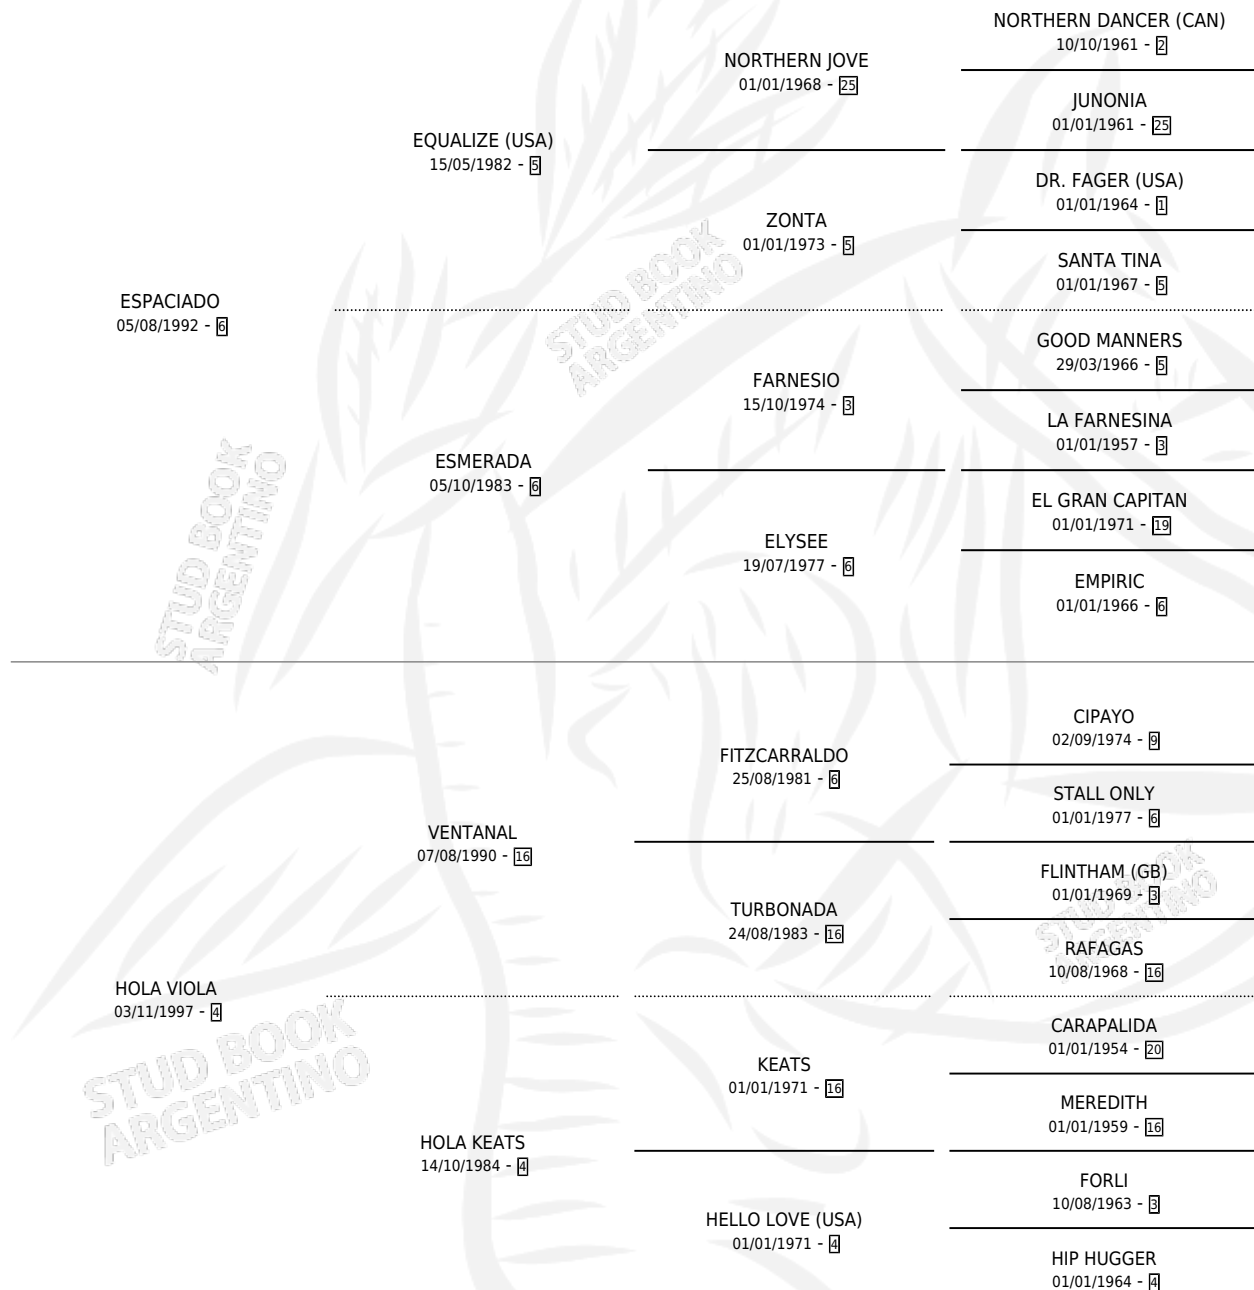 NORTHERN DANCER (CAN)
10/10/1961 - 2
NORTHERN JOVE
01/01/1968 - 25
JUNONIA
01/01/1961 - 25
EQUALIZE (USA)
15/05/1982 - 5
DR. FAGER (USA)
01/01/1964 - 1
ZONTA
01/01/1973 - 5
SANTA TINA
01/01/1967 - 5
ESPACIADO
05/08/1992 - 6
GOOD MANNERS
29/03/1966 - 5
FARNESIO
15/10/1974 - 3
LA FARNESINA
01/01/1957 - 3
ESMERADA
05/10/1983 - 6
EL GRAN CAPITAN
01/01/1971 - 19
ELYSEE
19/07/1977 - 6
EMPIRIC
01/01/1966 - 6
CIPAYO
02/09/1974 - 9
FITZCARRALDO
25/08/1981 - 6
STALL ONLY
01/01/1977 - 6
VENTANAL
07/08/1990 - 16
FLINTHAM (GB)
01/01/1969 - 3
TURBONADA
24/08/1983 - 16
RAFAGAS
10/08/1968 - 16
HOLA VIOLA
03/11/1997 - 4
CARAPALIDA
01/01/1954 - 20
KEATS
01/01/1971 - 16
MEREDITH
01/01/1959 - 16
HOLA KEATS
14/10/1984 - 4
FORLI
10/08/1963 - 3
HELLO LOVE (USA)
01/01/1971 - 4
HIP HUGGER
01/01/1964 - 4
STUD BOOK
ARGENTINO
STUD BOOK
ARGENTINO
STUD BOOK
ARGENTINO
STUD BOOK
ARGENTINO